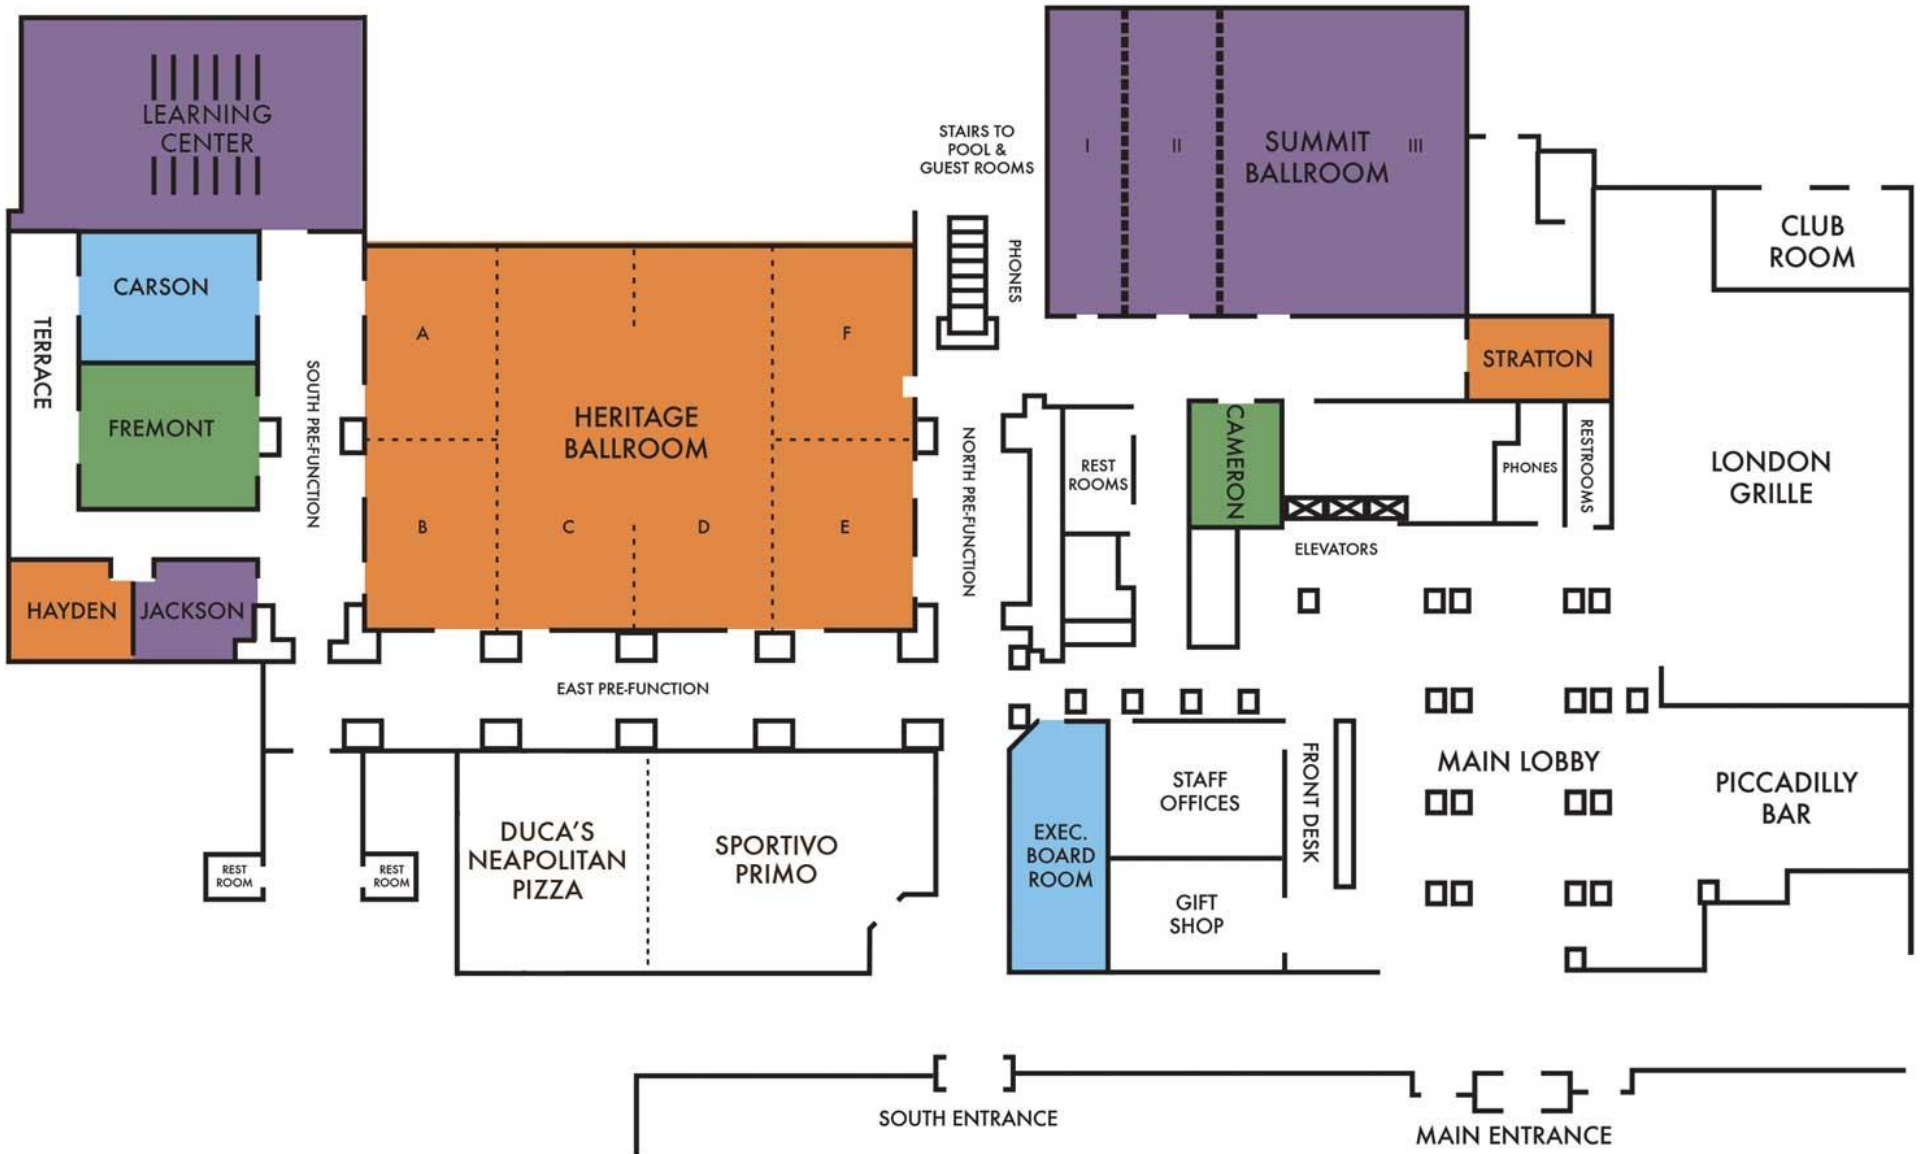 LEARNING
CENTER
STAIRS TO
POOL &
GUEST ROOMS
PHONES
I
II
SUMMIT
BALLROOM
III
CLUB
ROOM
CARSON
TERRACE
FREMONT
SOUTH PRE-FUNCTION
A
F
HERITAGE
BALLROOM
B
C
D
E
NORTH PRE-FUNCTION
STRATTON
REST
ROOMS
CAMERON
PHONES
RESTROOMS
LONDON
GRILLE
ELEVATORS
HAYDEN
JACKSON
EAST PRE-FUNCTION
MAIN LOBBY
PICCADILLY
BAR
STAFF
OFFICES
FRONT DESK
DUCA'S
NEAPOLITAN
PIZZA
SPORTIVO
PRIMO
EXEC.
BOARD
ROOM
REST
ROOM
REST
ROOM
GIFT
SHOP
SOUTH ENTRANCE
MAIN ENTRANCE